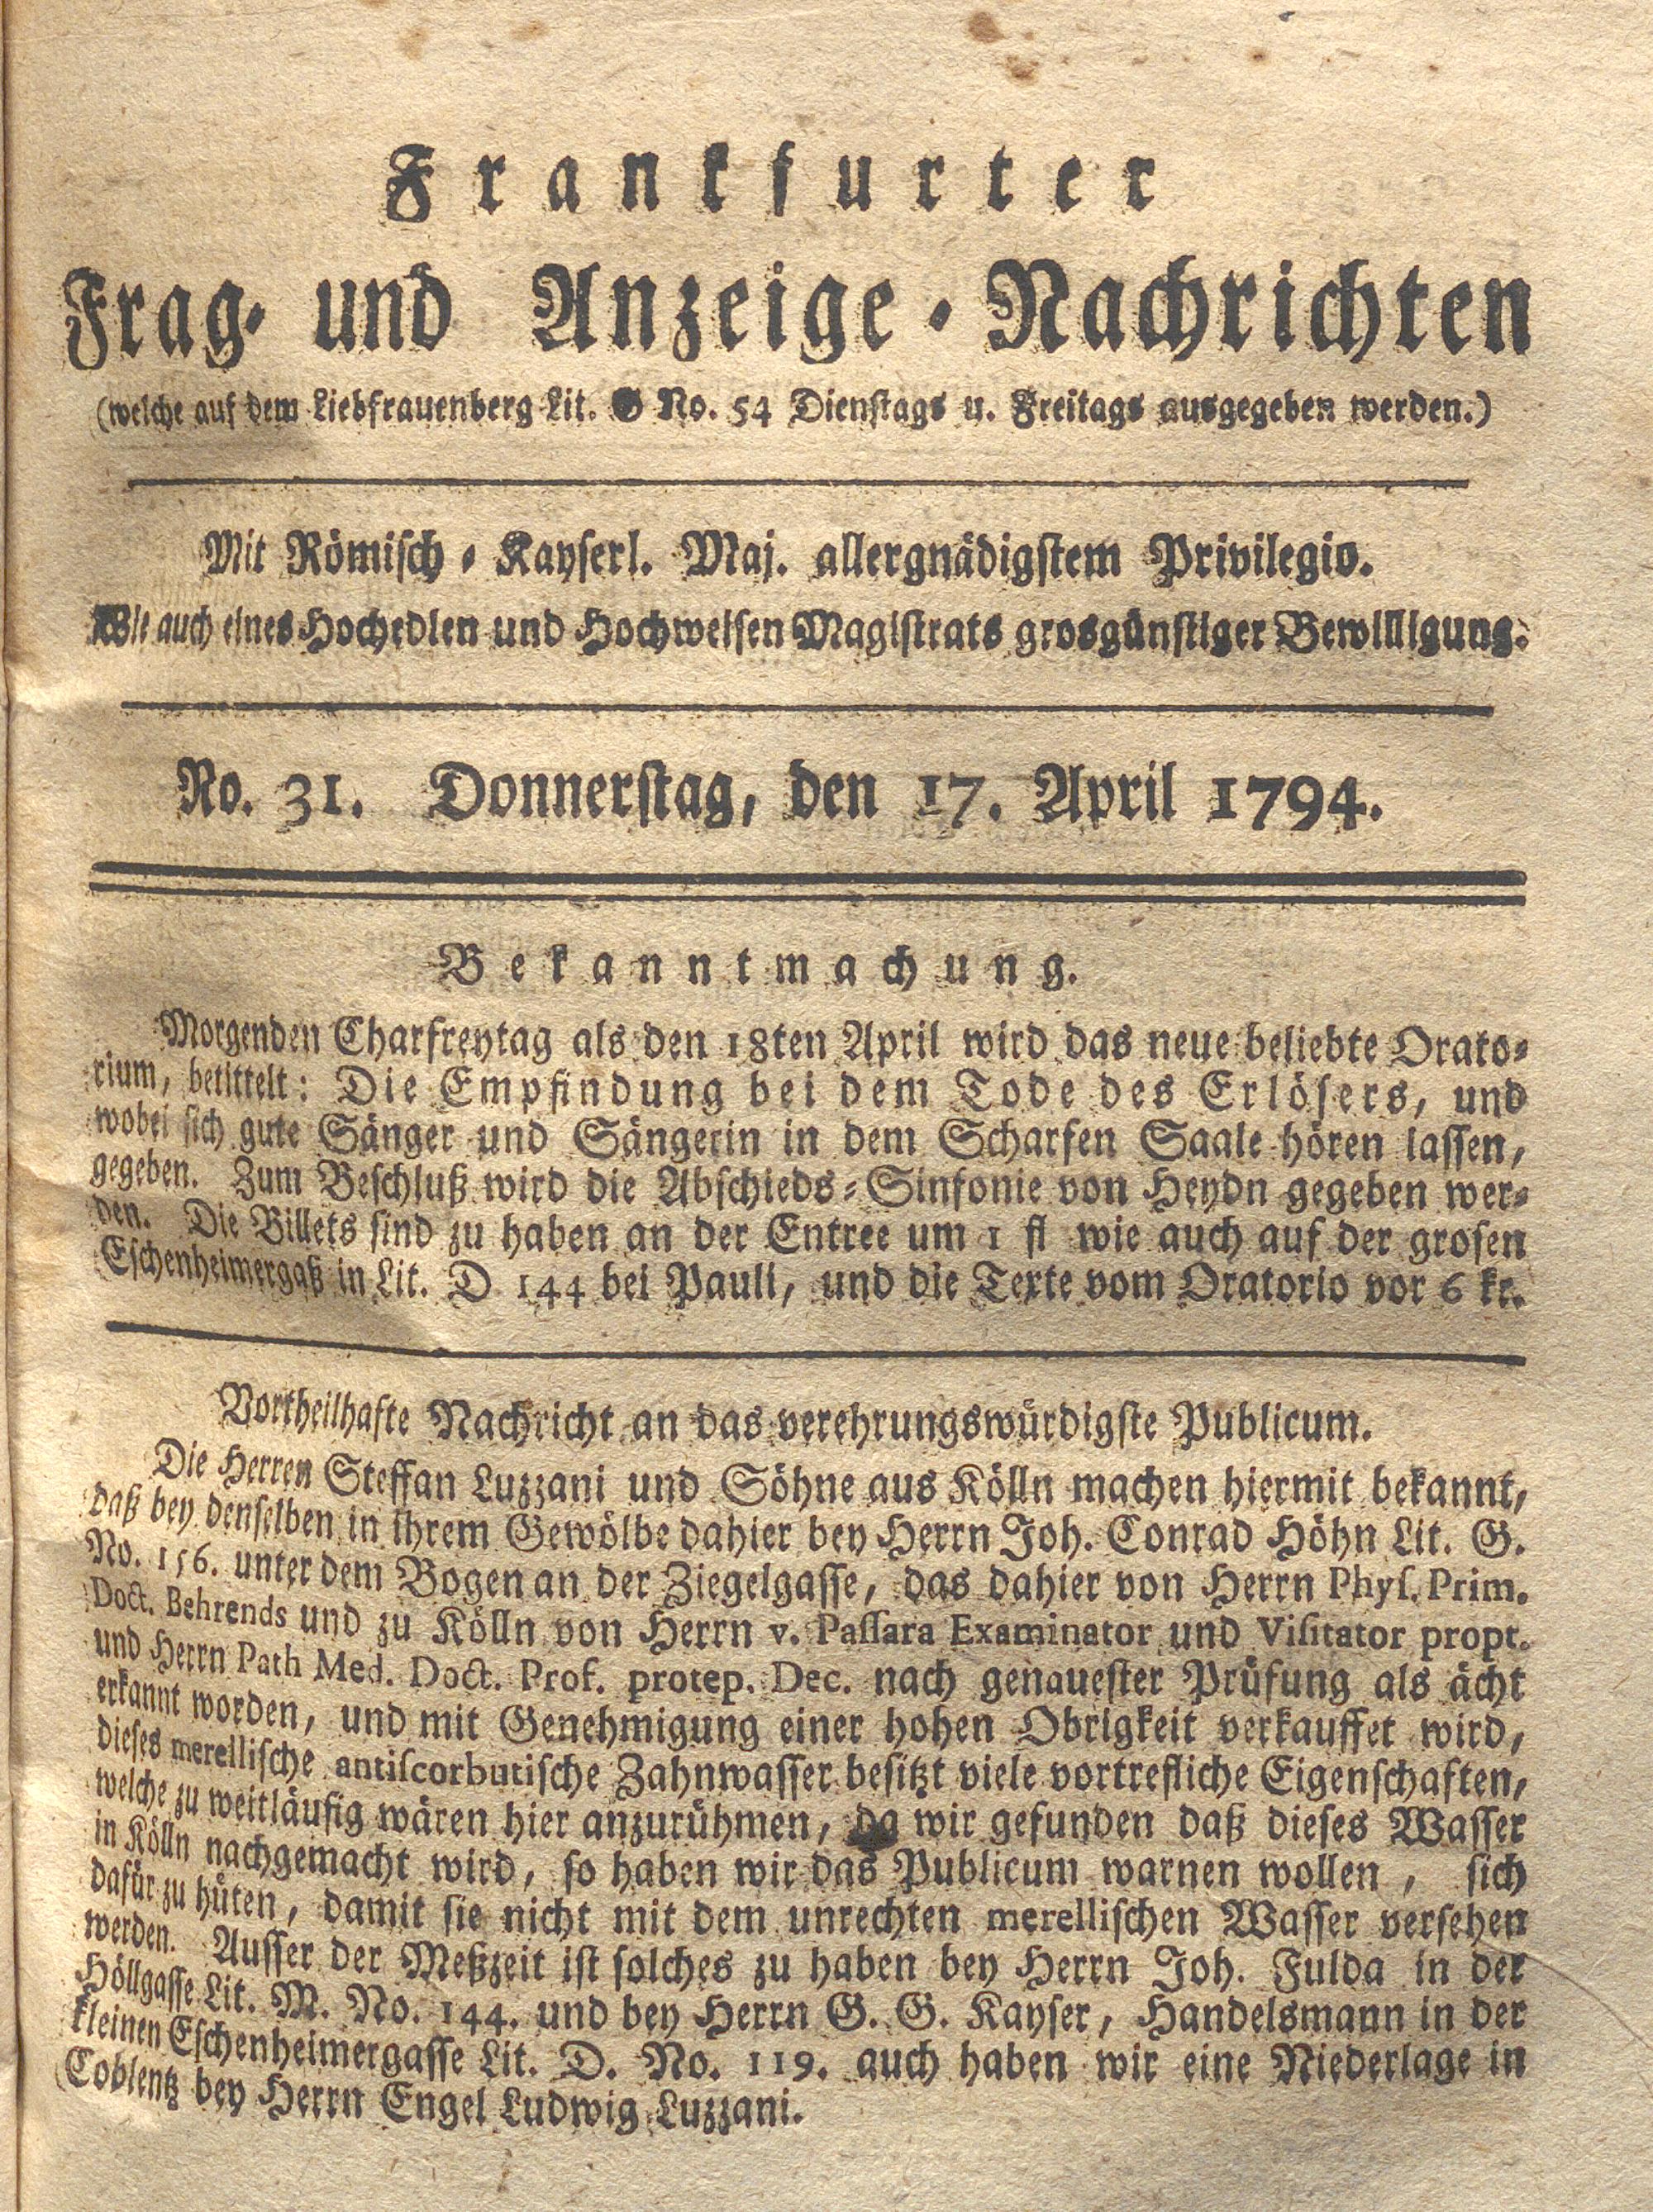 Frankfurter
Frag- und Anzeige-Nachrichten
(welche auf dem Liebfrauenberg Lit. No. 54 Dienstags u. Freitags ausgegeben werden.)
Mit Römisch-Kayserl. Maj. allergnädigstem Privilegio.
Wie auch eines Hochedlen und Hochweisen Magistrats grosgünstiger Bewilligung.
No. 31. Donnerstag, den 17. April 1794.
Bekanntmachung.
Morgenden Charfreytag als den 18ten April wird das neue beliebte Orato-
rium, betittelt: Die Empfindung bei dem Tode des Erlösers, und
wobei sich gute Sänger und Sängerin in dem Scharfen Saale hören lassen,
gegeben. Zum Beschluß wird die Abschieds-Sinfonie von Heydn gegeben wer-
den. Die Billets sind zu haben an der Entree um 1 fl wie auch auf der grosen
Eschenheimergaß in Lit. D 144 bei Pauli, und die Texte vom Oratorio vor 6 kr.
Vortheilhafte Nachricht an das verehrungswürdigste Publicum.
Die Herren Steffan Luzzani und Söhne aus Kölln machen hiermit bekannt,
daß bey denselben in ihrem Gewölbe dahier bey Herrn Joh. Conrad Höhn Lit. G.
No. 156. unter dem Bogen an der Ziegelgasse, das dahier von Herrn Phys. Prim.
Doct. Behrends und zu Kölln von Herrn v. Passara Examinator und Visitator propt.
und Herrn Path Med. Doct. Prof. protep. Dec. nach genauester Prüfung als ächt
erkannt worden, und mit Genehmigung einer hohen Obrigkeit verkauffet wird,
dieses merellische antiscorbutische Zahnwasser besitzt viele vortrefliche Eigenschaften,
welche zu weitläufig wären hier anzurühmen, da wir gefunden daß dieses Wasser
in Kölln nachgemacht wird, so haben wir das Publicum warnen wollen, sich
dafür zu hüten, damit sie nicht mit dem unrechten merellischen Wasser versehen
werden. Ausser der Meßzeit ist solches zu haben bey Herrn Joh. Fulda in der
Höllgasse Lit. M. No. 144. und bey Herrn G. G. Kayser, Handelsmann in der
kleinen Eschenheimergasse Lit. D. No. 119. auch haben wir eine Niederlage in
Coblentz bey Herrn Engel Ludwig Luzzani.